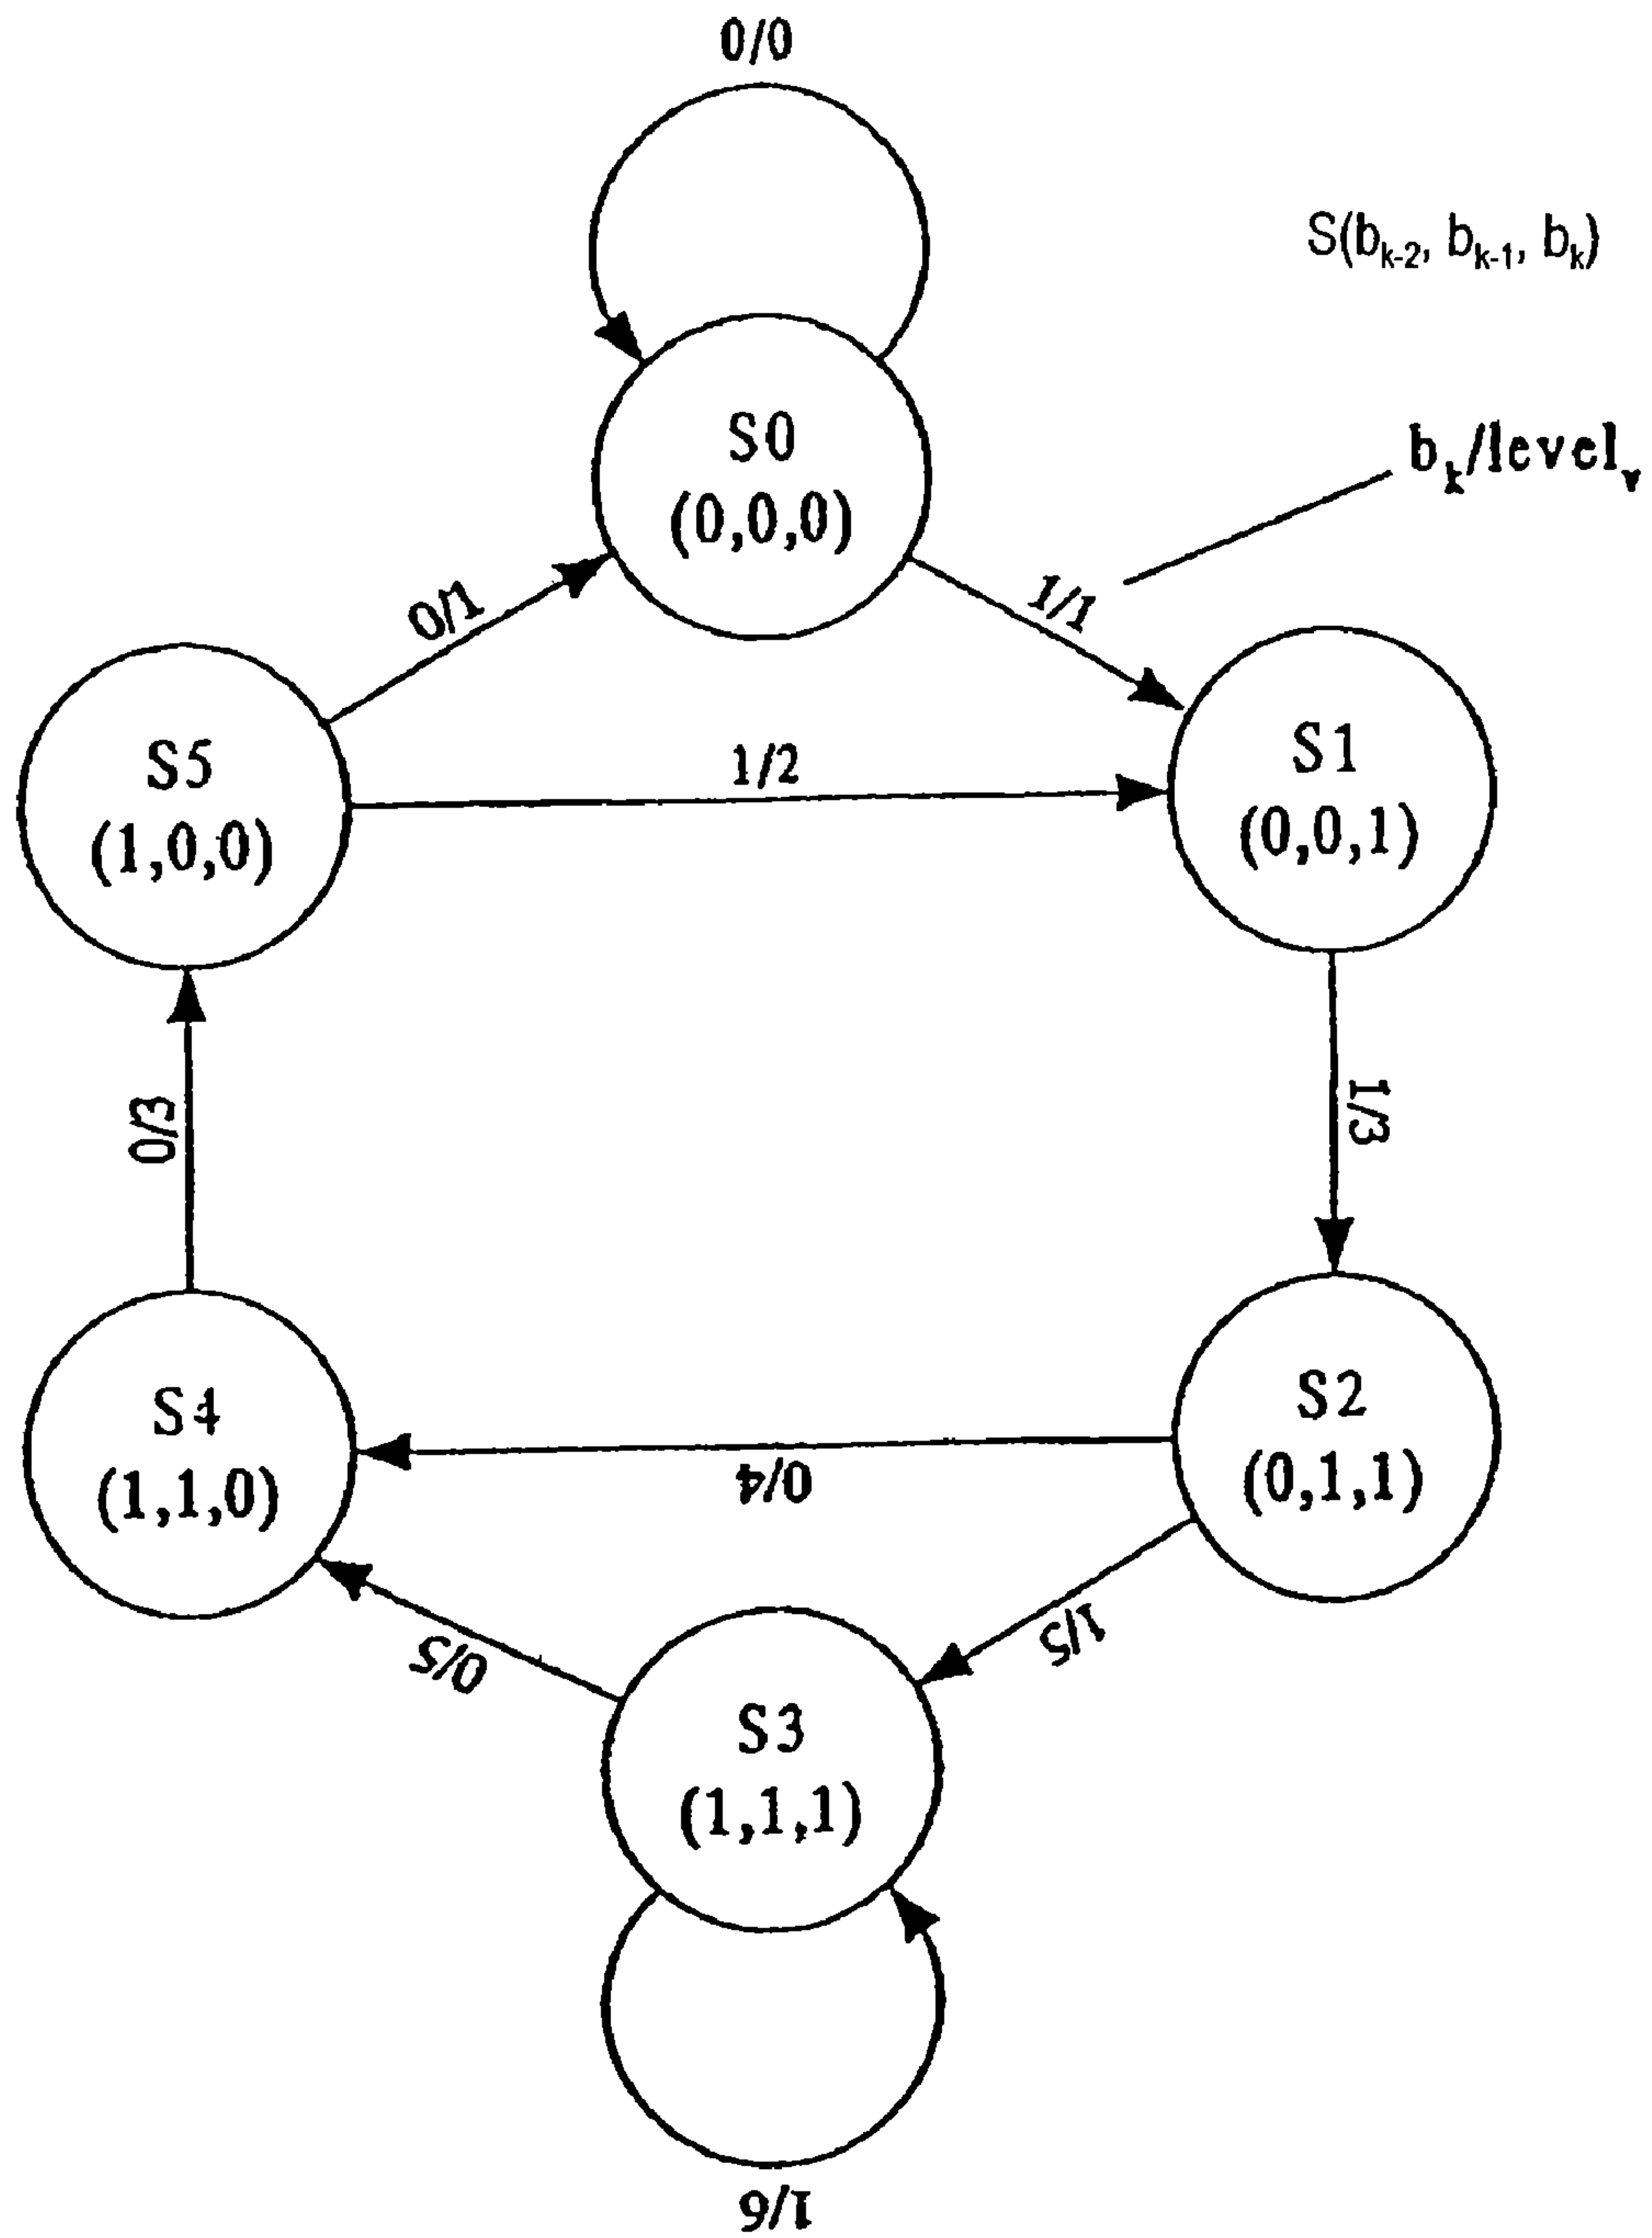 0/0
S(b_{k-2}, b_{k-1}, b_k)
S0
(0,0,0)
b_k/level_v
0/1
1/1
S5
(1,0,0)
1/2
S1
(0,0,1)
0/3
1/3
S4
(1,1,0)
0/4
S2
(0,1,1)
0/5
1/5
S3
(1,1,1)
1/6